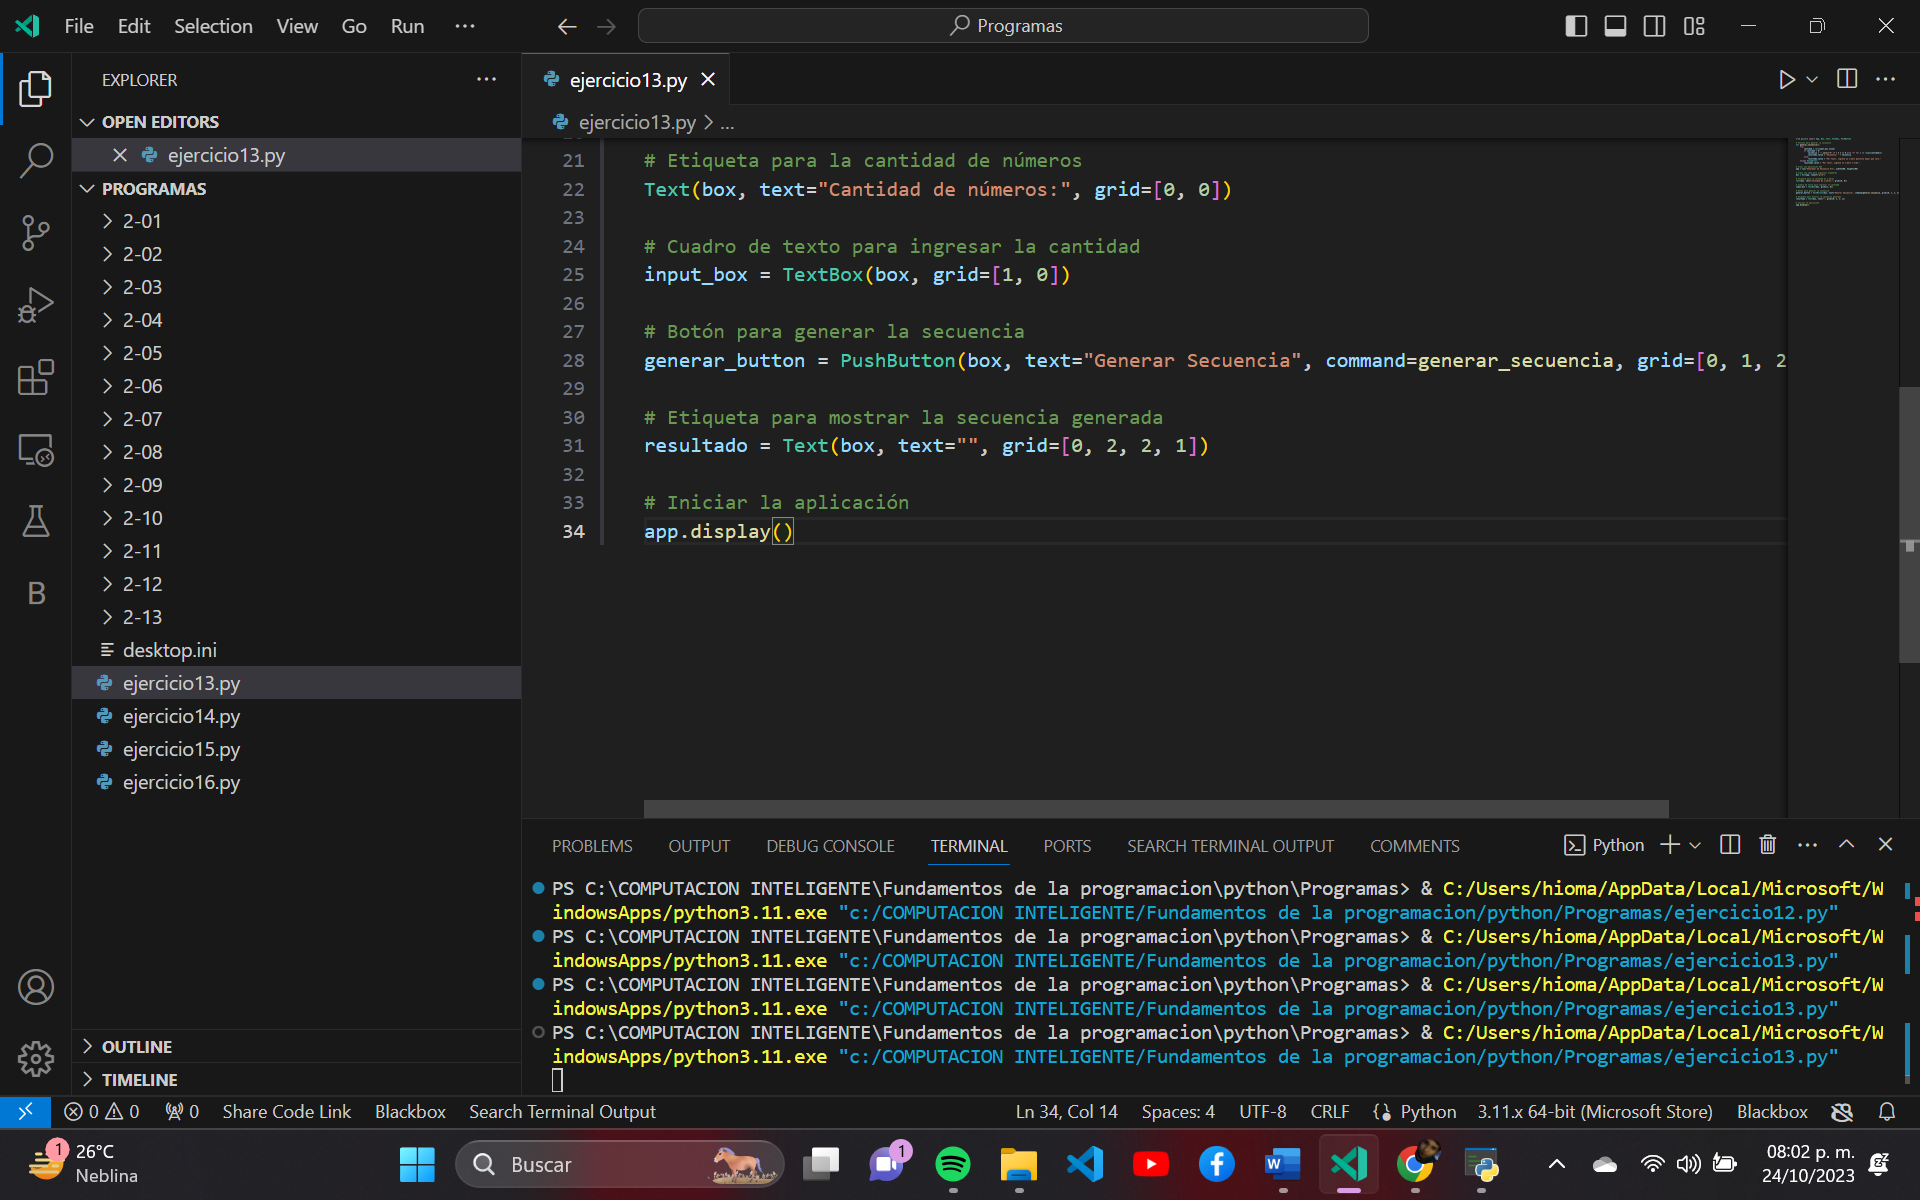 File Edit Selection View Go Run ...
Programas
EXPLORER
OPEN EDITORS
ejercicio13.py
PROGRAMAS
2-01
2-02
2-03
2-04
2-05
2-06
2-07
2-08
2-09
2-10
2-11
2-12
2-13
desktop.ini
ejercicio13.py
ejercicio14.py
ejercicio15.py
ejercicio16.py
OUTLINE
TIMELINE
ejercicio13.py
ejercicio13.py > ...
21 # Etiqueta para la cantidad de números
22 Text(box, text="Cantidad de números:", grid=[0, 0])
23
24 # Cuadro de texto para ingresar la cantidad
25 input_box = TextBox(box, grid=[1, 0])
26
27 # Botón para generar la secuencia
28 generar_button = PushButton(box, text="Generar Secuencia", command=generar_secuencia, grid=[0, 1, 2
29
30 # Etiqueta para mostrar la secuencia generada
31 resultado = Text(box, text="", grid=[0, 2, 2, 1])
32
33 # Iniciar la aplicación
34 app.display()
PROBLEMS OUTPUT DEBUG CONSOLE TERMINAL PORTS SEARCH TERMINAL OUTPUT COMMENTS Python
PS C:\COMPUTACION INTELIGENTE\Fundamentos de la programacion\python\Programas> & C:/Users/hioma/AppData/Local/Microsoft/W
indowsApps/python3.11.exe "c:/COMPUTACION INTELIGENTE/Fundamentos de la programacion/python/Programas/ejercicio12.py"
PS C:\COMPUTACION INTELIGENTE\Fundamentos de la programacion\python\Programas> & C:/Users/hioma/AppData/Local/Microsoft/W
indowsApps/python3.11.exe "c:/COMPUTACION INTELIGENTE/Fundamentos de la programacion/python/Programas/ejercicio13.py"
PS C:\COMPUTACION INTELIGENTE\Fundamentos de la programacion\python\Programas> & C:/Users/hioma/AppData/Local/Microsoft/W
indowsApps/python3.11.exe "c:/COMPUTACION INTELIGENTE/Fundamentos de la programacion/python/Programas/ejercicio13.py"
PS C:\COMPUTACION INTELIGENTE\Fundamentos de la programacion\python\Programas> & C:/Users/hioma/AppData/Local/Microsoft/W
indowsApps/python3.11.exe "c:/COMPUTACION INTELIGENTE/Fundamentos de la programacion/python/Programas/ejercicio13.py"
0 0 0 Share Code Link Blackbox Search Terminal Output Ln 34, Col 14 Spaces: 4 UTF-8 CRLF Python 3.11.x 64-bit (Microsoft Store) Blackbox
1 26°C
Neblina
Buscar
1
08:02 p. m.
24/10/2023